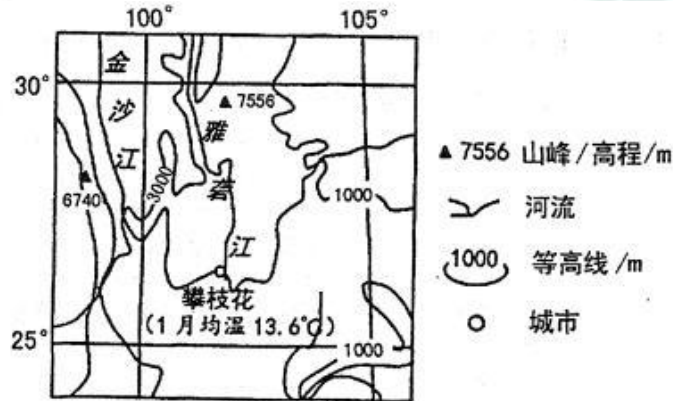 100°
105°
30°
25°
金沙江
雅砻江
7556
6740
3000
1000
1000
攀枝花
(1月均温 13.6℃)
▲ 7556 山峰/高程/m
河流
1000 等高线/m
城市